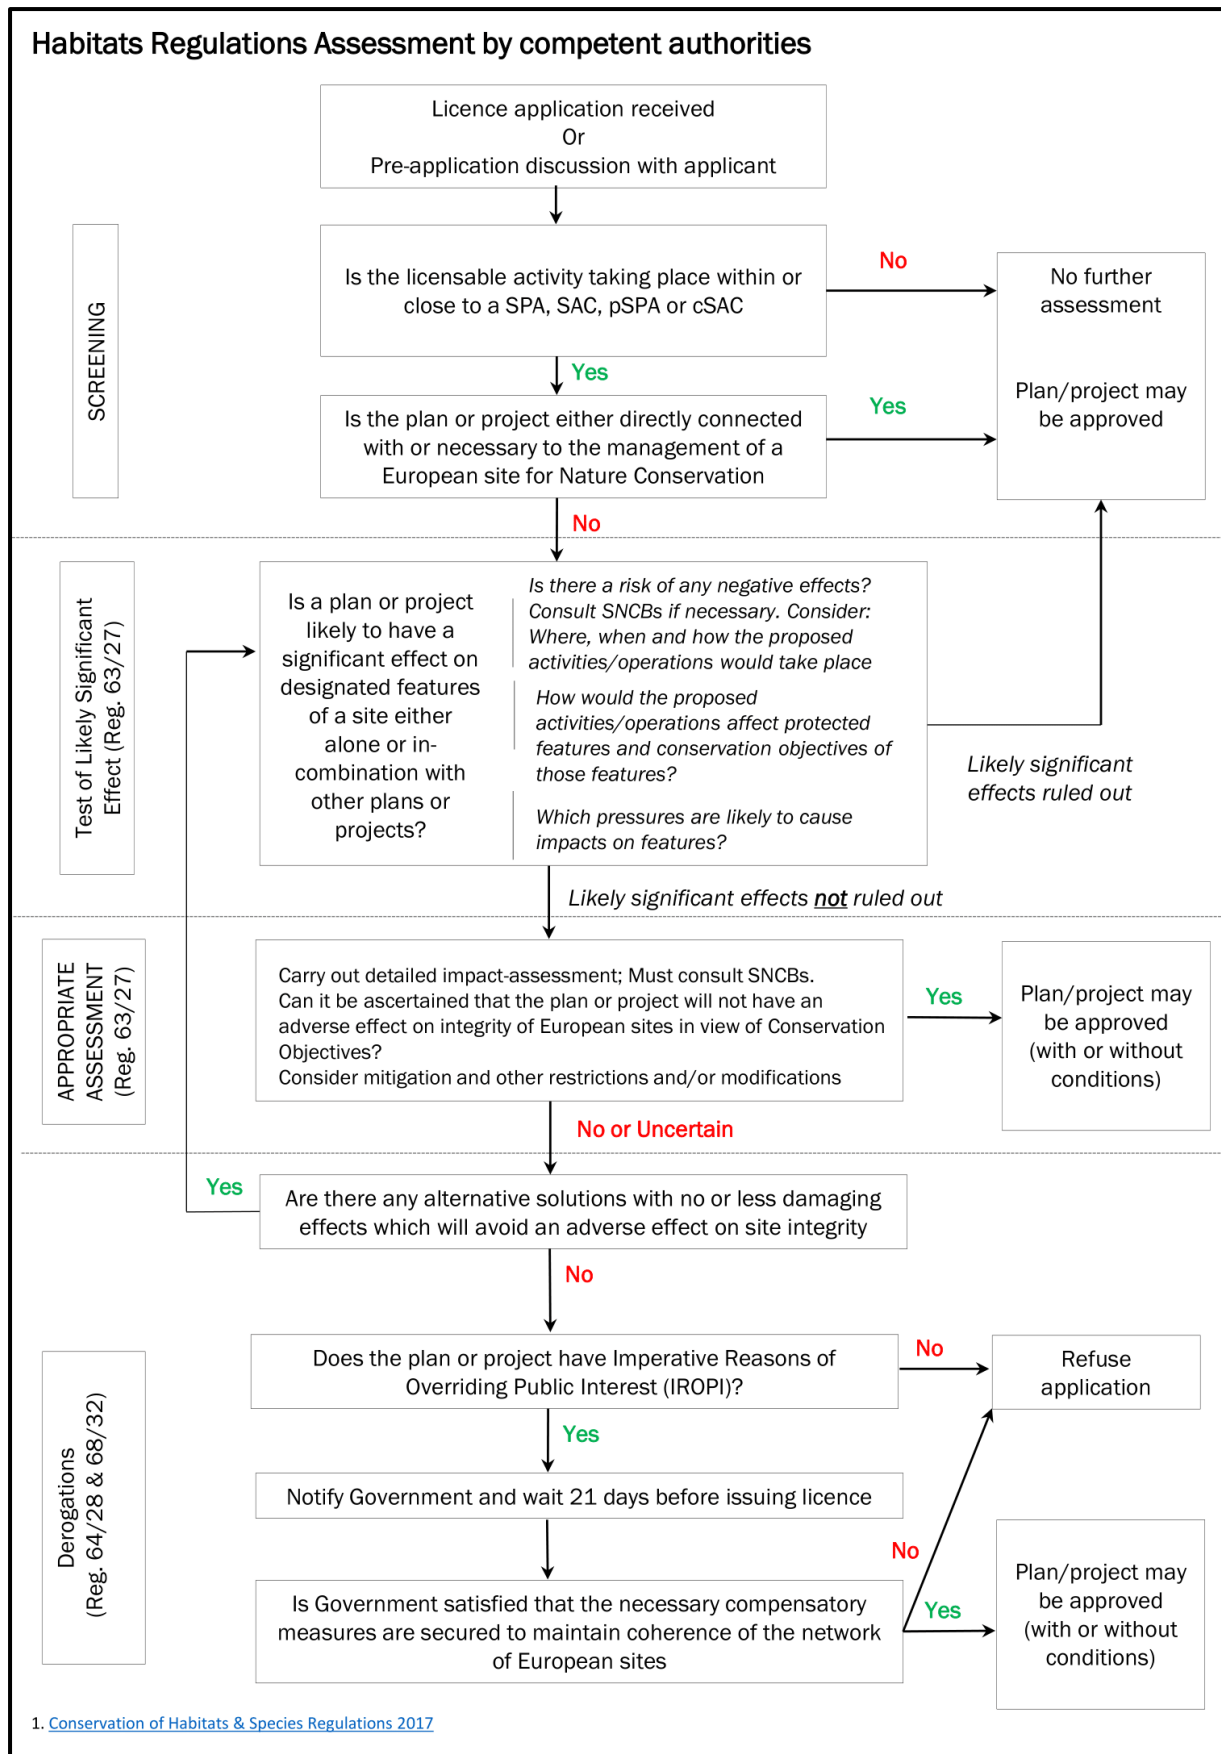 Habitats Regulations Assessment by competent authorities
Licence application received
Or
Pre-application discussion with applicant
SCREENING
Is the licensable activity taking place within or
close to a SPA, SAC, pSPA or cSAC
No
No further
assessment
Plan/project may
be approved
Yes
Is the plan or project either directly connected
with or necessary to the management of a
European site for Nature Conservation
Yes
No
Test of Likely Significant
Effect (Reg. 63/27)
Is a plan or project
likely to have a
significant effect on
designated features
of a site either
alone or in-
combination with
other plans or
projects?
Is there a risk of any negative effects?
Consult SNCBs if necessary. Consider:
Where, when and how the proposed
activities/operations would take place
How would the proposed
activities/operations affect protected
features and conservation objectives of
those features?
Which pressures are likely to cause
impacts on features?
Likely significant
effects ruled out
Likely significant effects not ruled out
APPROPRIATE
ASSESSMENT
(Reg. 63/27)
Carry out detailed impact-assessment; Must consult SNCBs.
Can it be ascertained that the plan or project will not have an
adverse effect on integrity of European sites in view of Conservation
Objectives?
Consider mitigation and other restrictions and/or modifications
Yes
Plan/project may
be approved
(with or without
conditions)
No or Uncertain
Yes
Are there any alternative solutions with no or less damaging
effects which will avoid an adverse effect on site integrity
No
Derogations
(Reg. 64/28 & 68/32)
Does the plan or project have Imperative Reasons of
Overriding Public Interest (IROPI)?
No
Refuse
application
Yes
Notify Government and wait 21 days before issuing licence
No
Is Government satisfied that the necessary compensatory
measures are secured to maintain coherence of the network
of European sites
Yes
Plan/project may
be approved
(with or without
conditions)
1. Conservation of Habitats & Species Regulations 2017